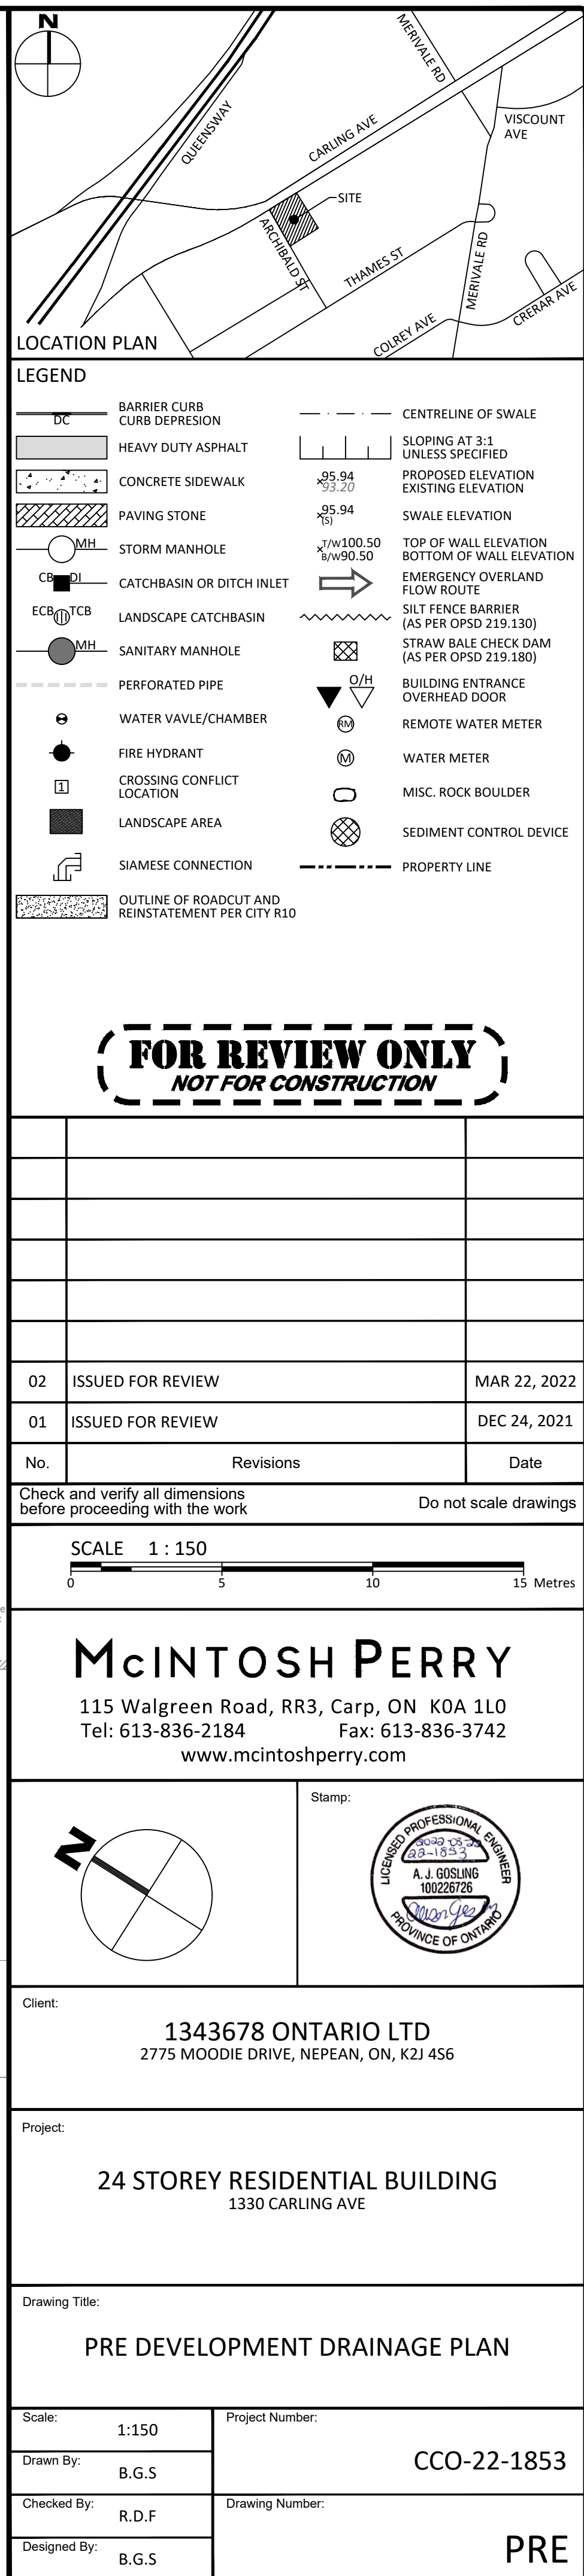 N
MERIVALE RD
QUEENSWAY
CARLING AVE
VISCOUNT
AVE
SITE
ARCHIBALD ST
THAMES ST
MERIVALE RD
CRERAR AVE
COLREY AVE
LOCATION PLAN
LEGEND
DC
BARRIER CURB
CURB DEPRESION
HEAVY DUTY ASPHALT
CONCRETE SIDEWALK
PAVING STONE
MH
STORM MANHOLE
CB DI
CATCHBASIN OR DITCH INLET
ECB TCB
LANDSCAPE CATCHBASIN
MH
SANITARY MANHOLE
PERFORATED PIPE
WATER VAVLE/CHAMBER
FIRE HYDRANT
1
CROSSING CONFLICT
LOCATION
LANDSCAPE AREA
SIAMESE CONNECTION
OUTLINE OF ROADCUT AND
REINSTATEMENT PER CITY R10
CENTRELINE OF SWALE
SLOPING AT 3:1
UNLESS SPECIFIED
×95.94
93.20
PROPOSED ELEVATION
EXISTING ELEVATION
×95.94
(S)
SWALE ELEVATION
×T/W100.50
B/W90.50
TOP OF WALL ELEVATION
BOTTOM OF WALL ELEVATION
EMERGENCY OVERLAND
FLOW ROUTE
SILT FENCE BARRIER
(AS PER OPSD 219.130)
STRAW BALE CHECK DAM
(AS PER OPSD 219.180)
O/H
BUILDING ENTRANCE
OVERHEAD DOOR
RM
REMOTE WATER METER
M
WATER METER
MISC. ROCK BOULDER
SEDIMENT CONTROL DEVICE
PROPERTY LINE
FOR REVIEW ONLY
NOT FOR CONSTRUCTION
02 ISSUED FOR REVIEW MAR 22, 2022
01 ISSUED FOR REVIEW DEC 24, 2021
No. Revisions Date
Check and verify all dimensions
before proceeding with the work
Do not scale drawings
SCALE 1 : 150
0 5 10 15 Metres
McINTOSH PERRY
115 Walgreen Road, RR3, Carp, ON K0A 1L0
Tel: 613-836-2184 Fax: 613-836-3742
www.mcintoshperry.com
N
Stamp:
LICENSED PROFESSIONAL ENGINEER
22-1853
A. J. GOSLING
100226726
PROVINCE OF ONTARIO
Client:
1343678 ONTARIO LTD
2775 MOODIE DRIVE, NEPEAN, ON, K2J 4S6
Project:
24 STOREY RESIDENTIAL BUILDING
1330 CARLING AVE
Drawing Title:
PRE DEVELOPMENT DRAINAGE PLAN
Scale:
1:150
Project Number:
CCO-22-1853
Drawn By:
B.G.S
Checked By:
R.D.F
Drawing Number:
PRE
Designed By:
B.G.S